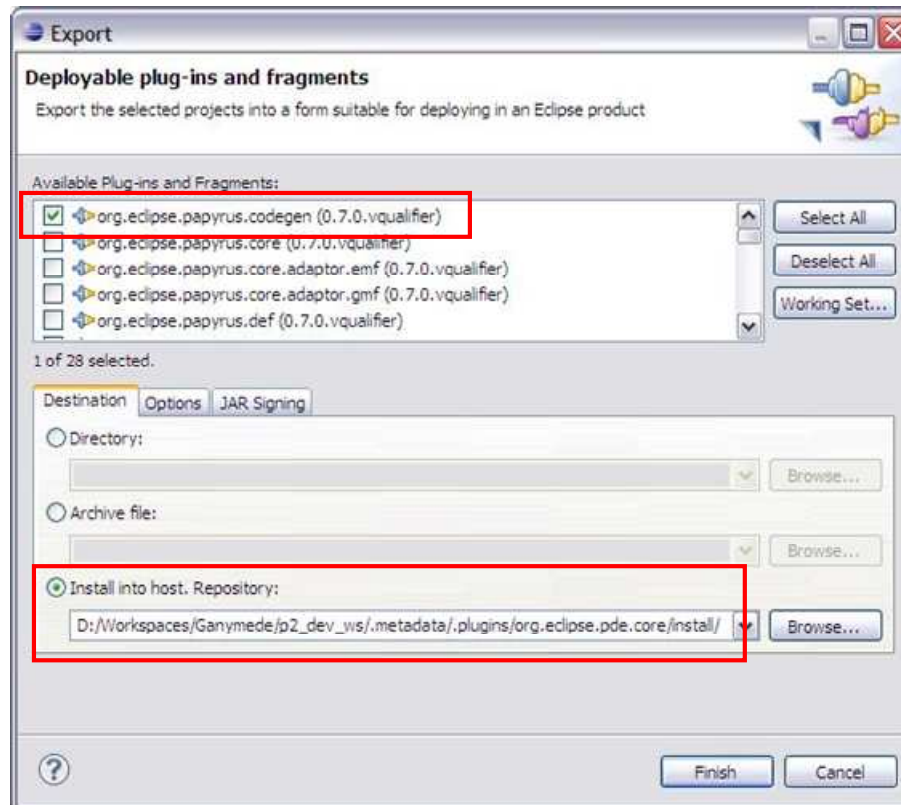 Export
Deployable plug-ins and fragments
Export the selected projects into a form suitable for deploying in an Eclipse product
Available Plug-ins and Fragments:
org.eclipse.papyrus.codegen (0.7.0.vqualifier)
Select All
org.eclipse.papyrus.core (0.7.0.vqualifier)
org.eclipse.papyrus.core.adaptor.emf (0.7.0.vqualifier)
Deselect All
org.eclipse.papyrus.core.adaptor.gmf (0.7.0.vqualifier)
Working Set...
org.eclipse.papyrus.def (0.7.0.vqualifier)
1 of 28 selected.
Destination Options JAR Signing
Directory:
Browse...
Archive file:
Browse...
Install into host. Repository:
D:/Workspaces/Ganymede/p2_dev_ws/.metadata/.plugins/org.eclipse.pde.core/install/ Browse...
? Finish Cancel